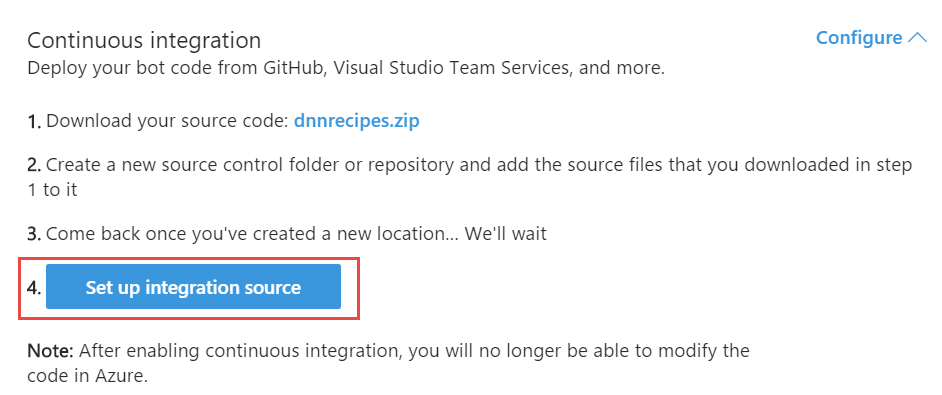 Continuous integration
Configure
Deploy your bot code from GitHub, Visual Studio Team Services, and more.
1. Download your source code: dnnrecipes.zip
2. Create a new source control folder or repository and add the source files that you downloaded in step
1 to it
3. Come back once you've created a new location... We'll wait
4. Set up integration source
Note: After enabling continuous integration, you will no longer be able to modify the
code in Azure.